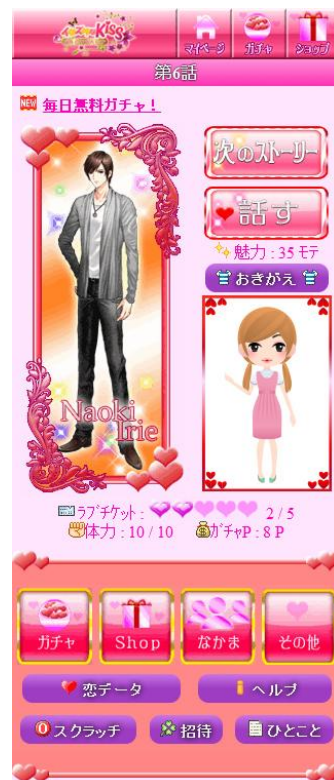 イタズラなKiss
マイページ
ガチャ
ショップ
第6話
NEW 毎日無料ガチャ!
次のストーリー
話す
魅力:35 モテ
おきがえ
Naoki
Irie
ラブチケット: 2/5
体力:10/10 ガチャP:8 P
ガチャ
Shop
なかま
その他
恋データ
ヘルプ
スクラッチ
招待
ひとこと